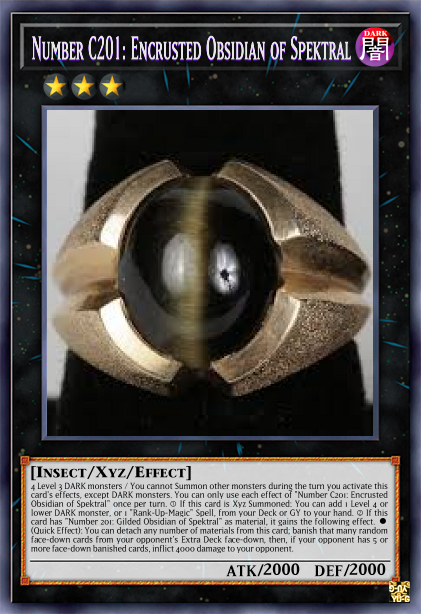 NUMBER C201: ENCRUSTED OBSIDIAN OF SPEKTRAL
DARK
闇
[INSECT/XYZ/EFFECT]
4 Level 3 DARK monsters / You cannot Summon other monsters during the turn you activate this
card's effects, except DARK monsters. You can only use each effect of "Number C201: Encrusted
Obsidian of Spektral" once per turn. ① If this card is Xyz Summoned: You can add 1 Level 4 or
lower DARK monster, or 1 "Rank-Up-Magic" Spell, from your Deck or GY to your hand. ② If this
card has "Number 201: Gilded Obsidian of Spektral" as material, it gains the following effect. ●
(Quick Effect): You can detach any number of materials from this card; banish that many random
face-down cards from your opponent's Extra Deck face-down, then, if your opponent has 5 or
more face-down banished cards, inflict 4000 damage to your opponent.
ATK/2000 DEF/2000